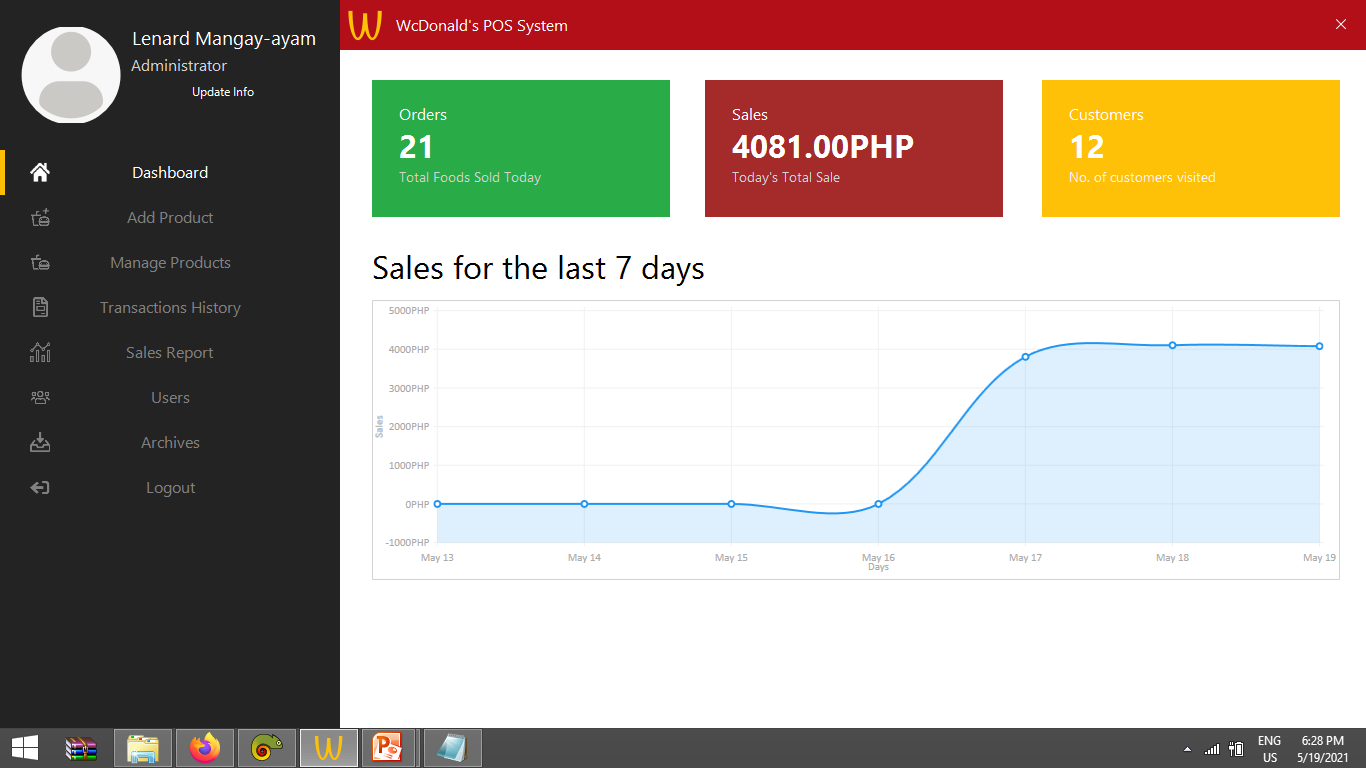 Lenard Mangay-ayam
Administrator
Update Info
Dashboard
Add Product
Manage Products
Transactions History
Sales Report
Users
Archives
Logout
WcDonald's POS System
Orders
21
Total Foods Sold Today
Sales
4081.00PHP
Today's Total Sale
Customers
12
No. of customers visited
Sales for the last 7 days
5000PHP
4000PHP
3000PHP
2000PHP
1000PHP
0PHP
-1000PHP
Sales
May 13
May 14
May 15
May 16
May 17
May 18
May 19
Days
ENG
US
6:28 PM
5/19/2021